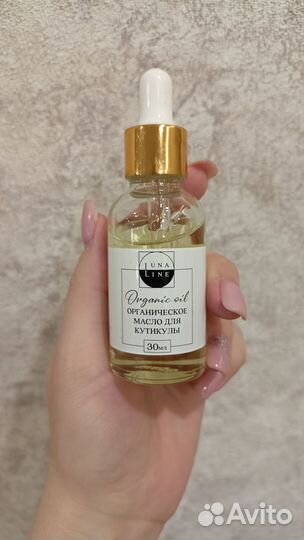 LUNA
LINE
Organic oil
ОРГАНИЧЕСКОЕ
МАСЛО ДЛЯ
КУТИКУЛЫ
30мл
Avito